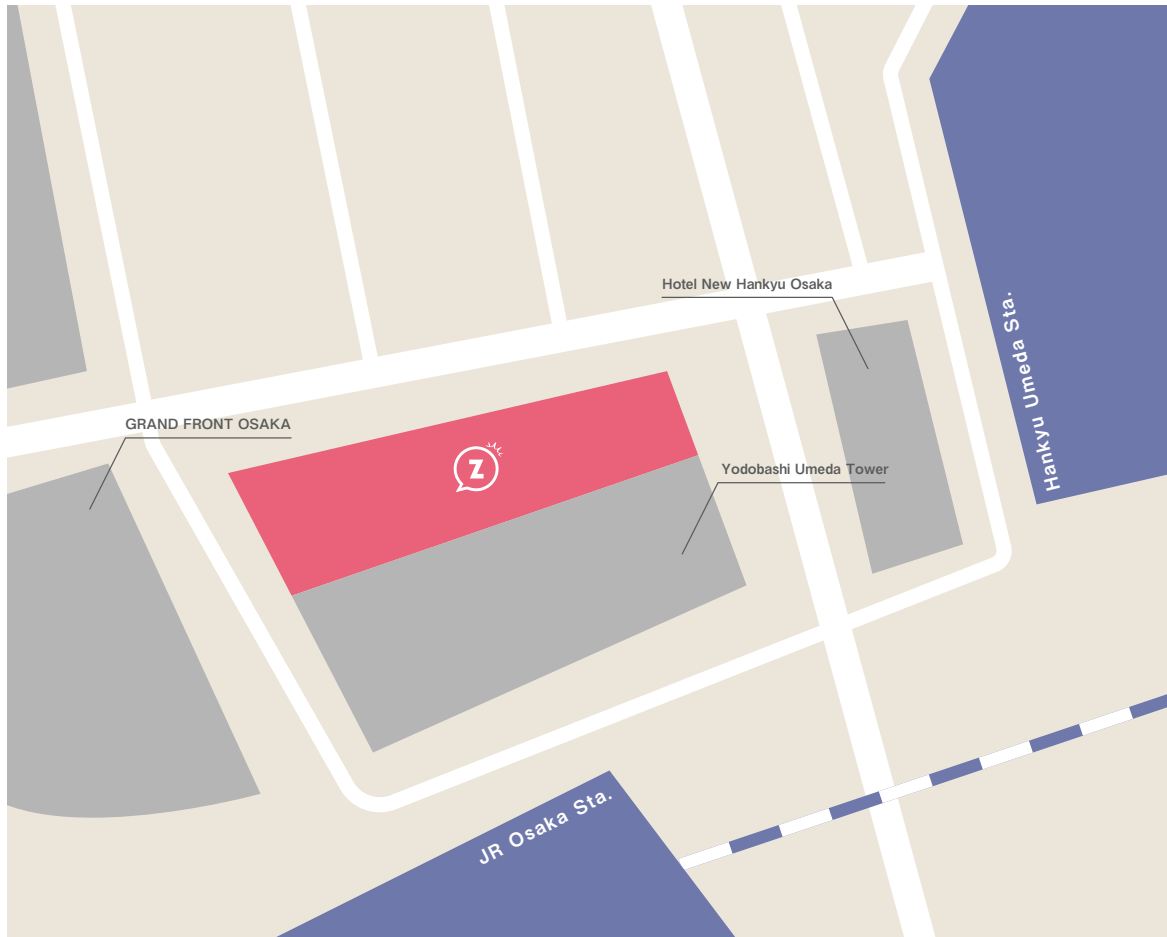 Hotel New Hankyu Osaka
Hankyu Umeda Sta.
GRAND FRONT OSAKA
Z
Yodobashi Umeda Tower
JR Osaka Sta.